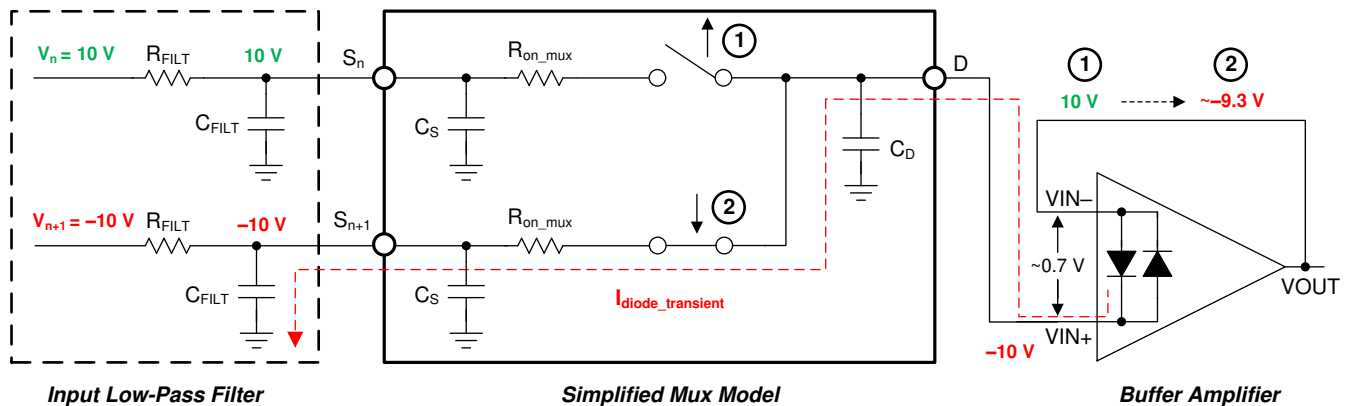 Vn = 10 V
RFILT
10 V
Sn
Ron_mux
1
D
1
2
10 V
~–9.3 V
CFILT
CS
CD
Vn+1 = –10 V
RFILT
–10 V
Sn+1
Ron_mux
2
VIN–
~0.7 V
VOUT
CFILT
CS
Idiode_transient
VIN+
–10 V
Input Low-Pass Filter
Simplified Mux Model
Buffer Amplifier